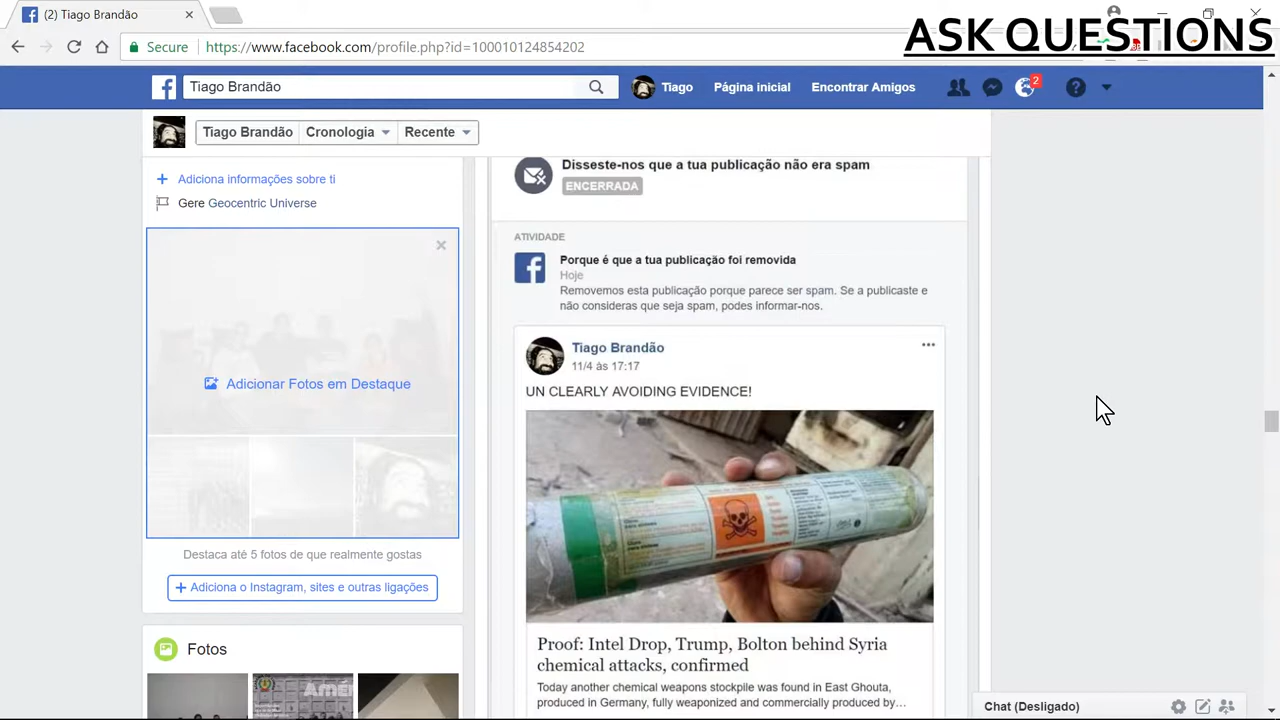 (2) Tiago Brandão
ASK QUESTIONS
Secure
https://www.facebook.com/profile.php?id=100010124854202
Tiago Brandão
Tiago
Página inicial
Encontrar Amigos
2
Tiago Brandão
Cronologia
Recente
Adiciona informações sobre ti
Gere Geocentric Universe
Adicionar Fotos em Destaque
Destaca até 5 fotos de que realmente gostas
+ Adiciona o Instagram, sites e outras ligações
Fotos
Disseste-nos que a tua publicação não era spam
ENCERRADA
ATIVIDADE
Porque é que a tua publicação foi removida
Hoje
Removemos esta publicação porque parece ser spam. Se a publicaste e
não consideras que seja spam, podes informar-nos.
Tiago Brandão
11/4 às 17:17
UN CLEARLY AVOIDING EVIDENCE!
Proof: Intel Drop, Trump, Bolton behind Syria
chemical attacks, confirmed
Today another chemical weapons stockpile was found in East Ghouta,
produced in Germany, fully weaponized and commercially produced by…
Chat (Desligado)